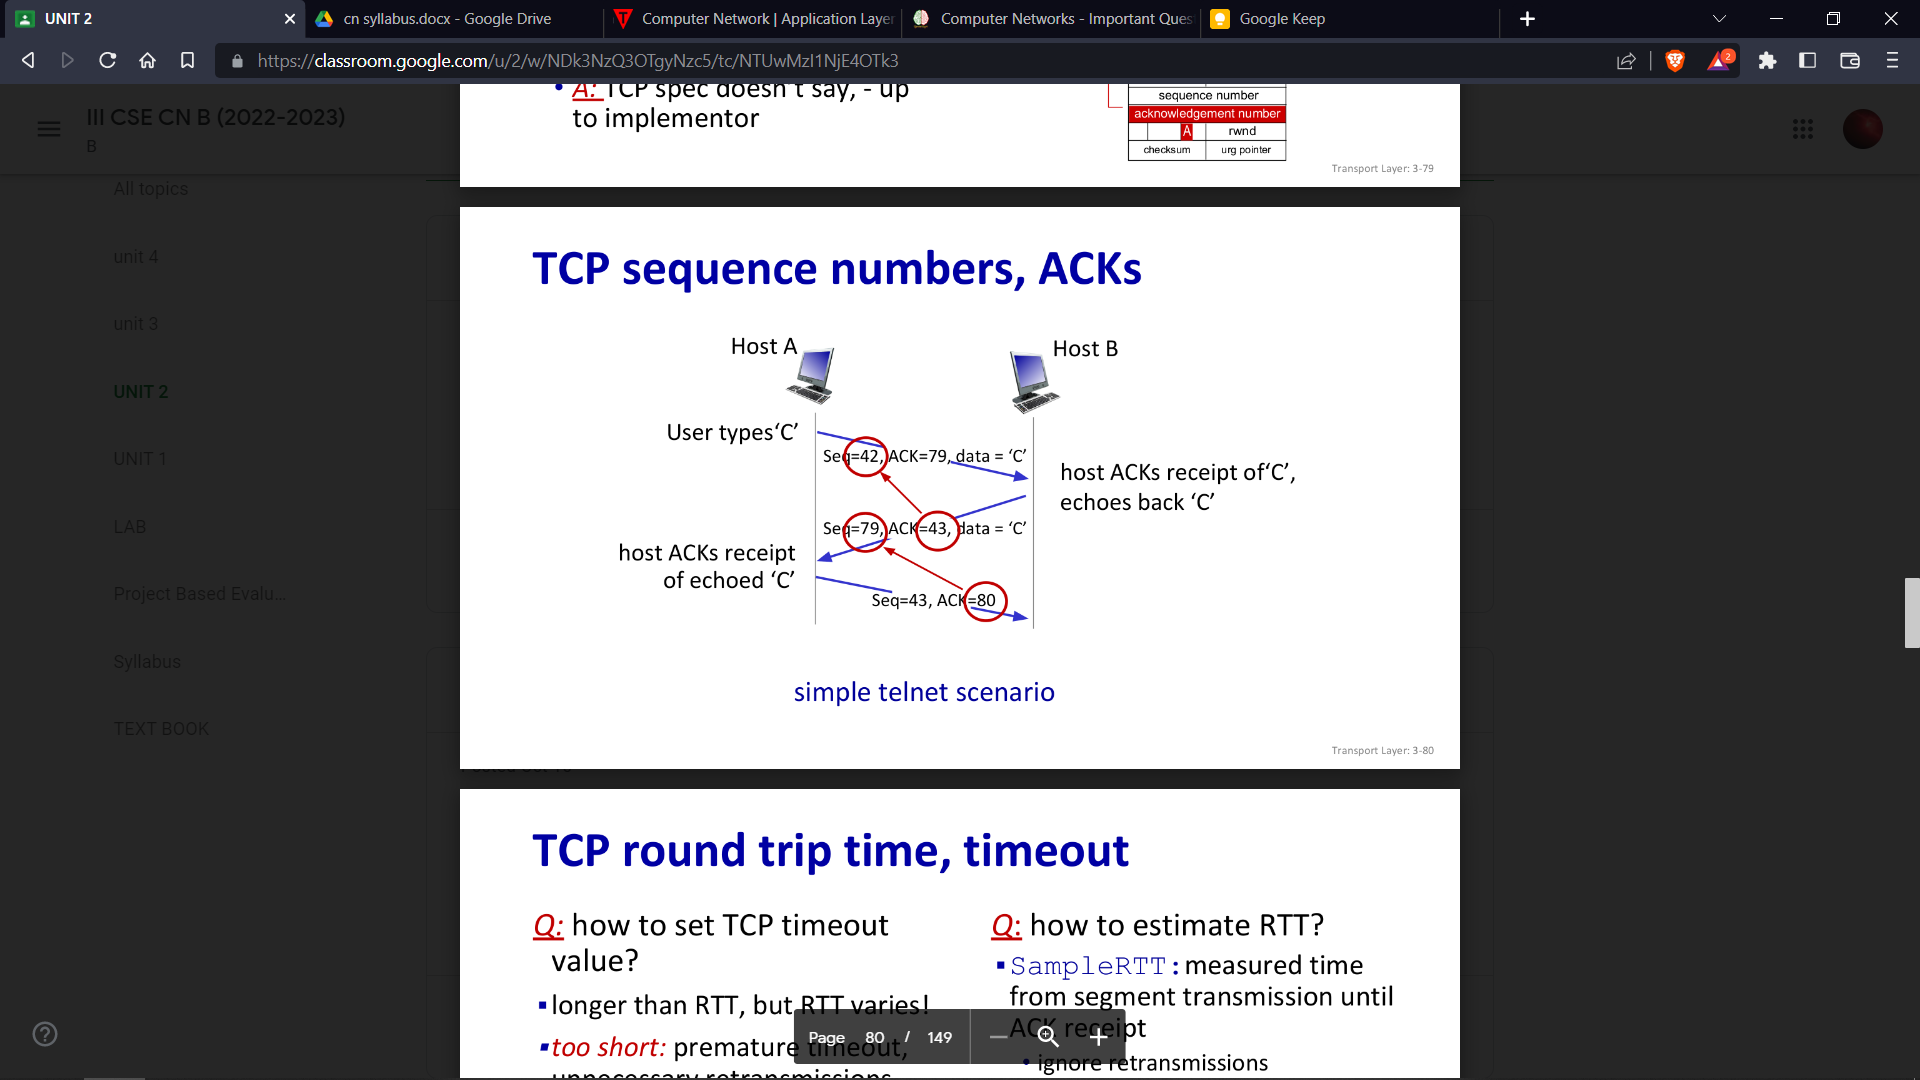 UNIT 2
cn syllabus.docx - Google Drive
Computer Network | Application Layer
Computer Networks - Important Ques
Google Keep
https://classroom.google.com/u/2/w/NDk3NzQ3OTgyNzc5/tc/NTUwMzI1NjE4OTk3
2
III CSE CN B (2022-2023)
B
All topics
unit 4
unit 3
UNIT 2
UNIT 1
LAB
Project Based Evalu...
Syllabus
TEXT BOOK
• A: TCP spec doesn't say, - up
to implementor
sequence number
acknowledgement number
A
rwnd
checksum
urg pointer
Transport Layer: 3-79
TCP sequence numbers, ACKs
Host A
Host B
User types‘C’
Seq=42, ACK=79, data = ‘C’
host ACKs receipt of‘C’,
echoes back ‘C’
Seq=79, ACK=43, data = ‘C’
host ACKs receipt
of echoed ‘C’
Seq=43, ACK=80
simple telnet scenario
Transport Layer: 3-80
TCP round trip time, timeout
Q: how to set TCP timeout
value?
▪longer than RTT, but RTT varies!
▪too short: premature timeout,
unnecessary retransmissions
Q: how to estimate RTT?
▪SampleRTT:measured time
from segment transmission until
ACK receipt
• ignore retransmissions
Page 80 / 149